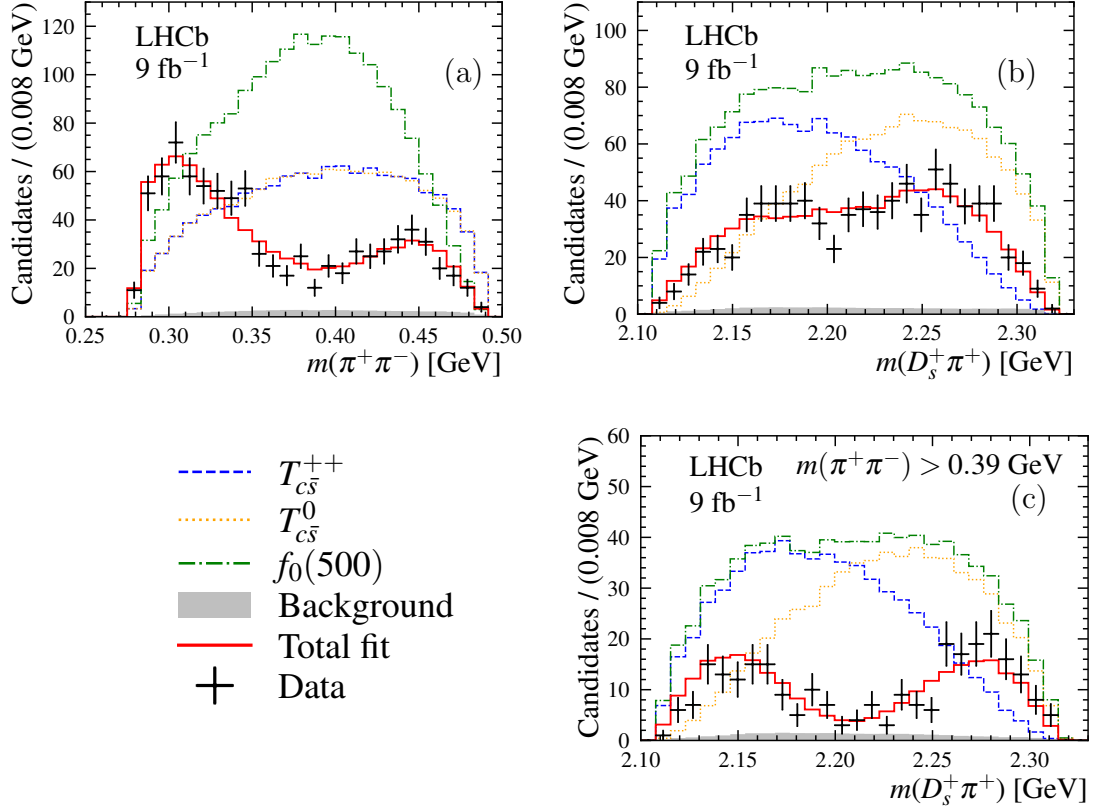 LHCb
9 fb⁻¹
(a)
Candidates / (0.008 GeV)
0
20
40
60
80
100
120
0.25
0.30
0.35
0.40
0.45
0.50
m(π⁺π⁻) [GeV]
LHCb
9 fb⁻¹
(b)
Candidates / (0.008 GeV)
0
20
40
60
80
100
2.10
2.15
2.20
2.25
2.30
m(D_s⁺π⁺) [GeV]
T_{cs̄}^{++}
T_{cs̄}^{0}
f₀(500)
Background
Total fit
Data
LHCb
m(π⁺π⁻) > 0.39 GeV
9 fb⁻¹
(c)
Candidates / (0.008 GeV)
0
10
20
30
40
50
60
2.10
2.15
2.20
2.25
2.30
m(D_s⁺π⁺) [GeV]